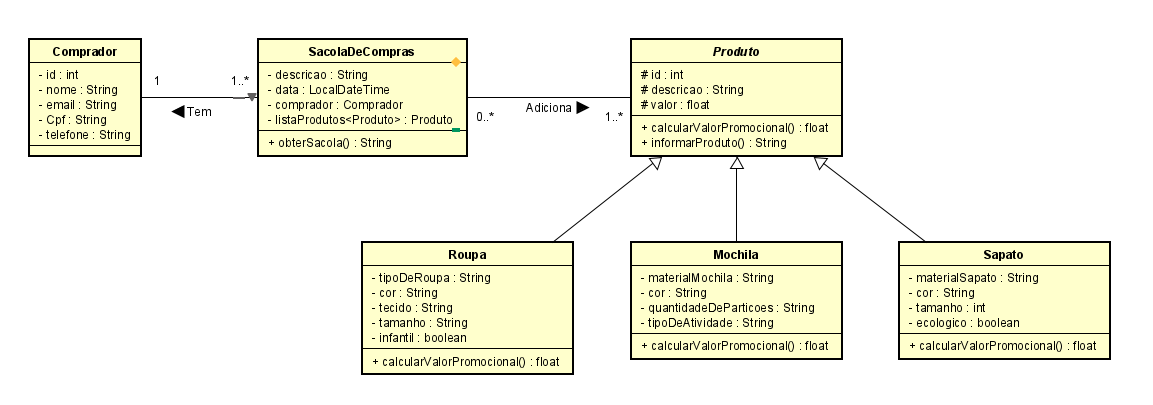 Comprador
- id : int
- nome : String
- email : String
- Cpf : String
- telefone : String
1
1..*
Tem
SacolaDeCompras
- descricao : String
- data : LocalDateTime
- comprador : Comprador
- listaProdutos<Produto> : Produto
+ obterSacola() : String
0..*
Adiciona
1..*
Produto
# id : int
# descricao : String
# valor : float
+ calcularValorPromocional() : float
+ informarProduto() : String
Roupa
- tipoDeRoupa : String
- cor : String
- tecido : String
- tamanho : String
- infantil : boolean
+ calcularValorPromocional() : float
Mochila
- materialMochila : String
- cor : String
- quantidadeDeParticoes : String
- tipoDeAtividade : String
+ calcularValorPromocional() : float
Sapato
- materialSapato : String
- cor : String
- tamanho : int
- ecologico : boolean
+ calcularValorPromocional() : float